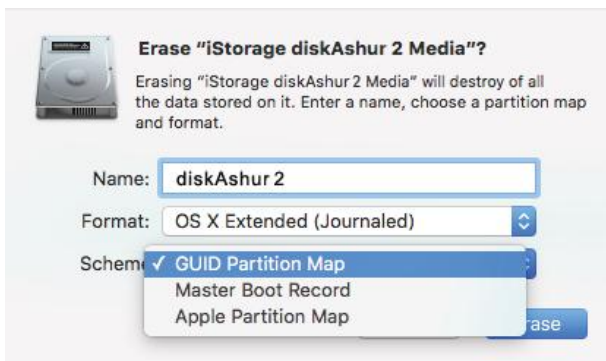 Erase “iStorage diskAshur 2 Media”?
Erasing “iStorage diskAshur 2 Media” will destroy of all
the data stored on it. Enter a name, choose a partition map
and format.
Name: diskAshur 2
Format: OS X Extended (Journaled)
Scheme ✓ GUID Partition Map
Master Boot Record
Apple Partition Map
rase